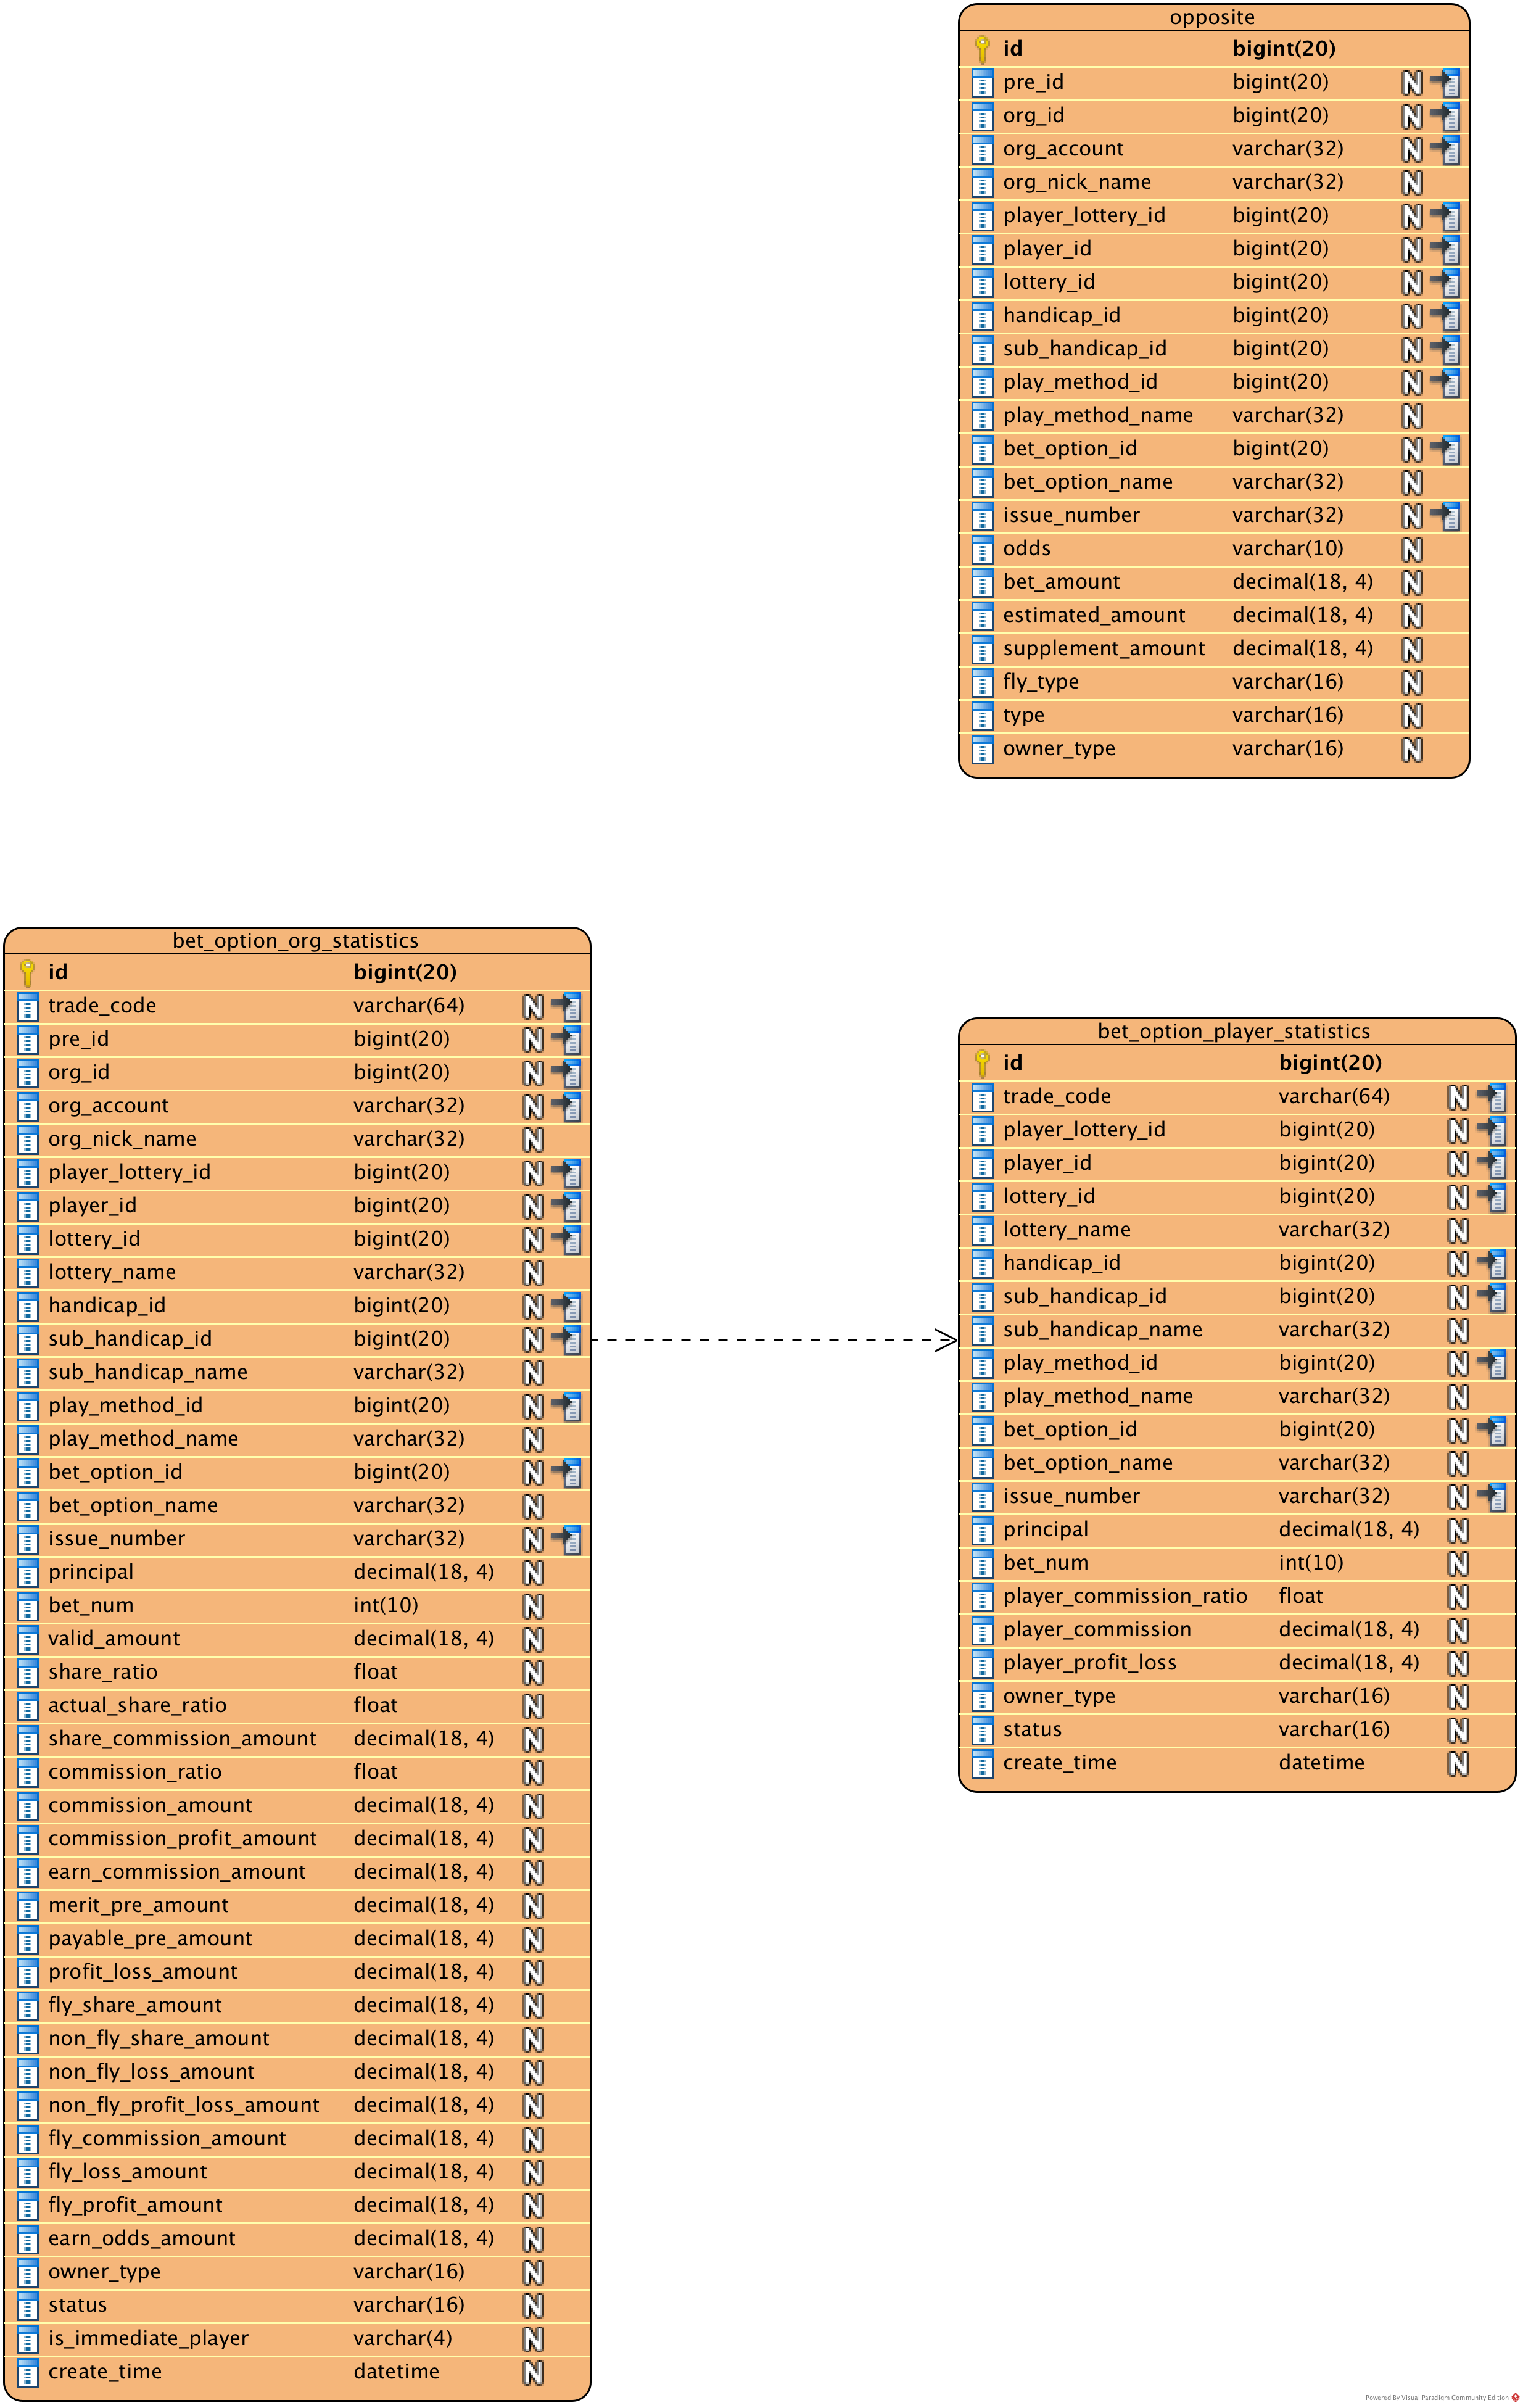 opposite
id bigint(20)
pre_id bigint(20) N
org_id bigint(20) N
org_account varchar(32) N
org_nick_name varchar(32) N
player_lottery_id bigint(20) N
player_id bigint(20) N
lottery_id bigint(20) N
handicap_id bigint(20) N
sub_handicap_id bigint(20) N
play_method_id bigint(20) N
play_method_name varchar(32) N
bet_option_id bigint(20) N
bet_option_name varchar(32) N
issue_number varchar(32) N
odds varchar(10) N
bet_amount decimal(18, 4) N
estimated_amount decimal(18, 4) N
supplement_amount decimal(18, 4) N
fly_type varchar(16) N
type varchar(16) N
owner_type varchar(16) N
bet_option_org_statistics
id bigint(20)
trade_code varchar(64) N
pre_id bigint(20) N
org_id bigint(20) N
org_account varchar(32) N
org_nick_name varchar(32) N
player_lottery_id bigint(20) N
player_id bigint(20) N
lottery_id bigint(20) N
lottery_name varchar(32) N
handicap_id bigint(20) N
sub_handicap_id bigint(20) N
sub_handicap_name varchar(32) N
play_method_id bigint(20) N
play_method_name varchar(32) N
bet_option_id bigint(20) N
bet_option_name varchar(32) N
issue_number varchar(32) N
principal decimal(18, 4) N
bet_num int(10) N
valid_amount decimal(18, 4) N
share_ratio float N
actual_share_ratio float N
share_commission_amount decimal(18, 4) N
commission_ratio float N
commission_amount decimal(18, 4) N
commission_profit_amount decimal(18, 4) N
earn_commission_amount decimal(18, 4) N
merit_pre_amount decimal(18, 4) N
payable_pre_amount decimal(18, 4) N
profit_loss_amount decimal(18, 4) N
fly_share_amount decimal(18, 4) N
non_fly_share_amount decimal(18, 4) N
non_fly_loss_amount decimal(18, 4) N
non_fly_profit_loss_amount decimal(18, 4) N
fly_commission_amount decimal(18, 4) N
fly_loss_amount decimal(18, 4) N
fly_profit_amount decimal(18, 4) N
earn_odds_amount decimal(18, 4) N
owner_type varchar(16) N
status varchar(16) N
is_immediate_player varchar(4) N
create_time datetime N
bet_option_player_statistics
id bigint(20)
trade_code varchar(64) N
player_lottery_id bigint(20) N
player_id bigint(20) N
lottery_id bigint(20) N
lottery_name varchar(32) N
handicap_id bigint(20) N
sub_handicap_id bigint(20) N
sub_handicap_name varchar(32) N
play_method_id bigint(20) N
play_method_name varchar(32) N
bet_option_id bigint(20) N
bet_option_name varchar(32) N
issue_number varchar(32) N
principal decimal(18, 4) N
bet_num int(10) N
player_commission_ratio float N
player_commission decimal(18, 4) N
player_profit_loss decimal(18, 4) N
owner_type varchar(16) N
status varchar(16) N
create_time datetime N
Powered By Visual Paradigm Community Edition